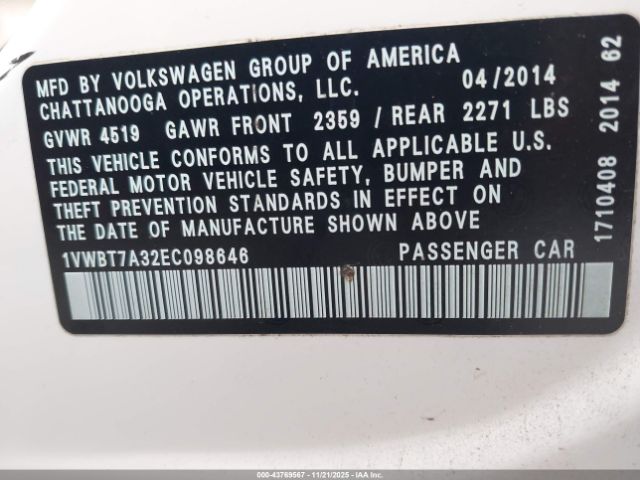 MFD BY VOLKSWAGEN GROUP OF AMERICA
CHATTANOOGA OPERATIONS, LLC. 04/2014
GVWR 4519 GAWR FRONT 2359 / REAR 2271 LBS
THIS VEHICLE CONFORMS TO ALL APPLICABLE U.S.
FEDERAL MOTOR VEHICLE SAFETY, BUMPER AND
THEFT PREVENTION STANDARDS IN EFFECT ON
THE DATE OF MANUFACTURE SHOWN ABOVE
1VWBT7A32EC098646 PASSENGER CAR
1710408 2014 62
000-43769567 - 11/21/2025 - IAAI.com